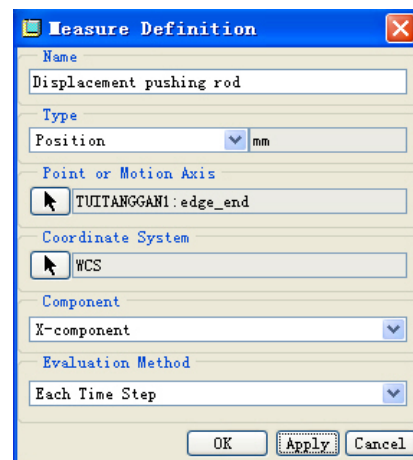 Measure Definition
Name
Displacement pushing rod
Type
Position mm
Point or Motion Axis
TUITANGGAN1:edge_end
Coordinate System
WCS
Component
X-component
Evaluation Method
Each Time Step
OK Apply Cancel